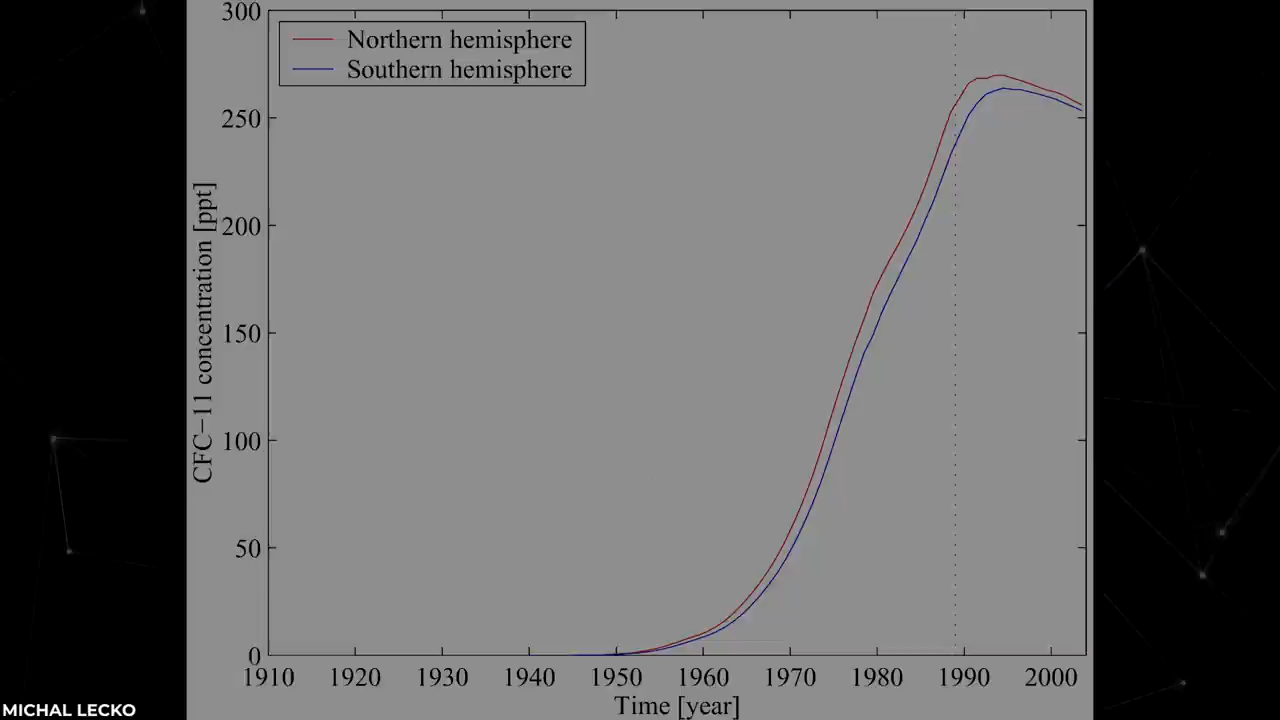 300
Northern hemisphere
Southern hemisphere
250
200
150
100
50
0
CFC−11 concentration [ppt]
1910 1920 1930 1940 1950 1960 1970 1980 1990 2000
Time [year]
MICHAL LECKO